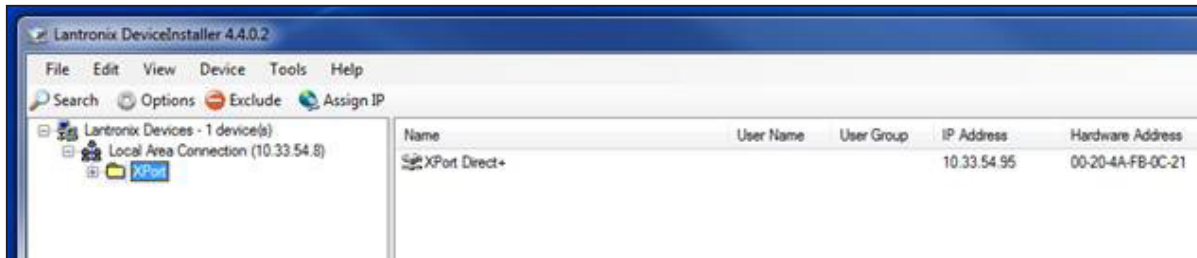 Lantronix DeviceInstaller 4.4.0.2
File Edit View Device Tools Help
Search Options Exclude Assign IP
Lantronix Devices - 1 device(s)
Local Area Connection (10.33.54.8)
XPort
Name User Name User Group IP Address Hardware Address
XPort Direct+ 10.33.54.95 00-20-4A-FB-0C-21